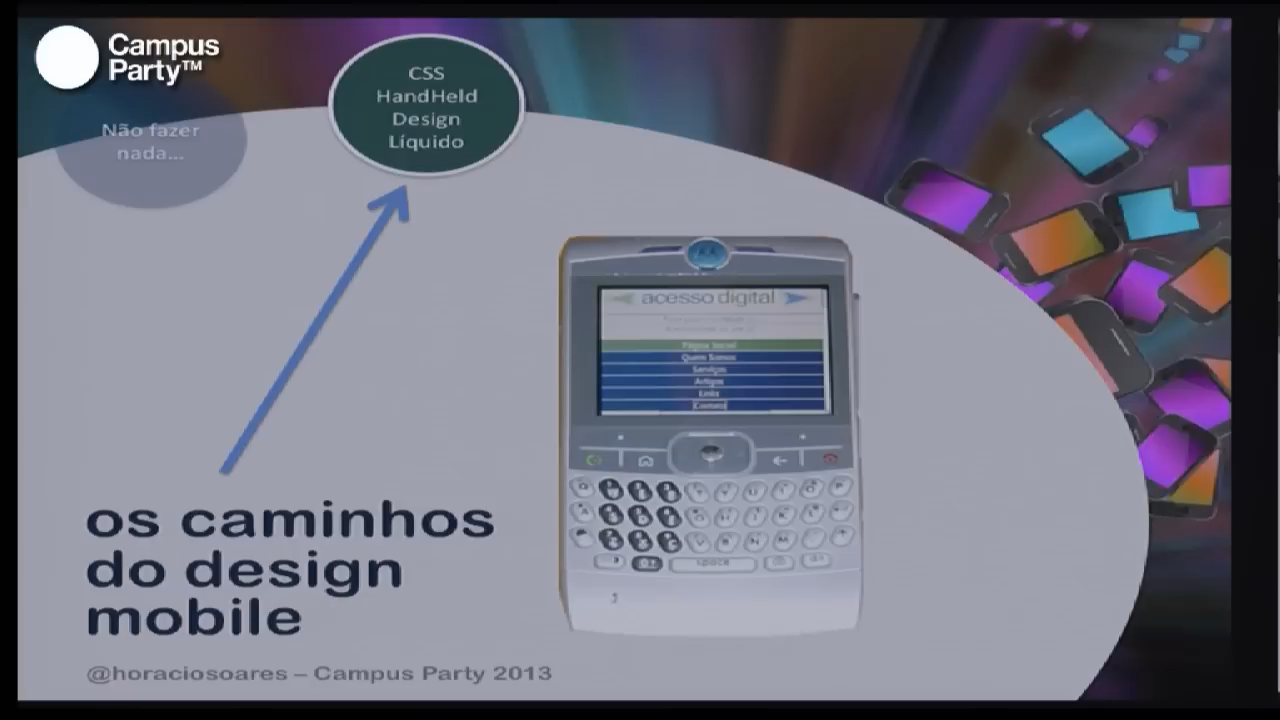 Campus
Party™
Não fazer
nada...
CSS
HandHeld
Design
Líquido
acesso digital
Página Inicial
Quem Somos
Serviços
Artigos
Links
Contato
space
os caminhos
do design
mobile
@horaciosoares – Campus Party 2013